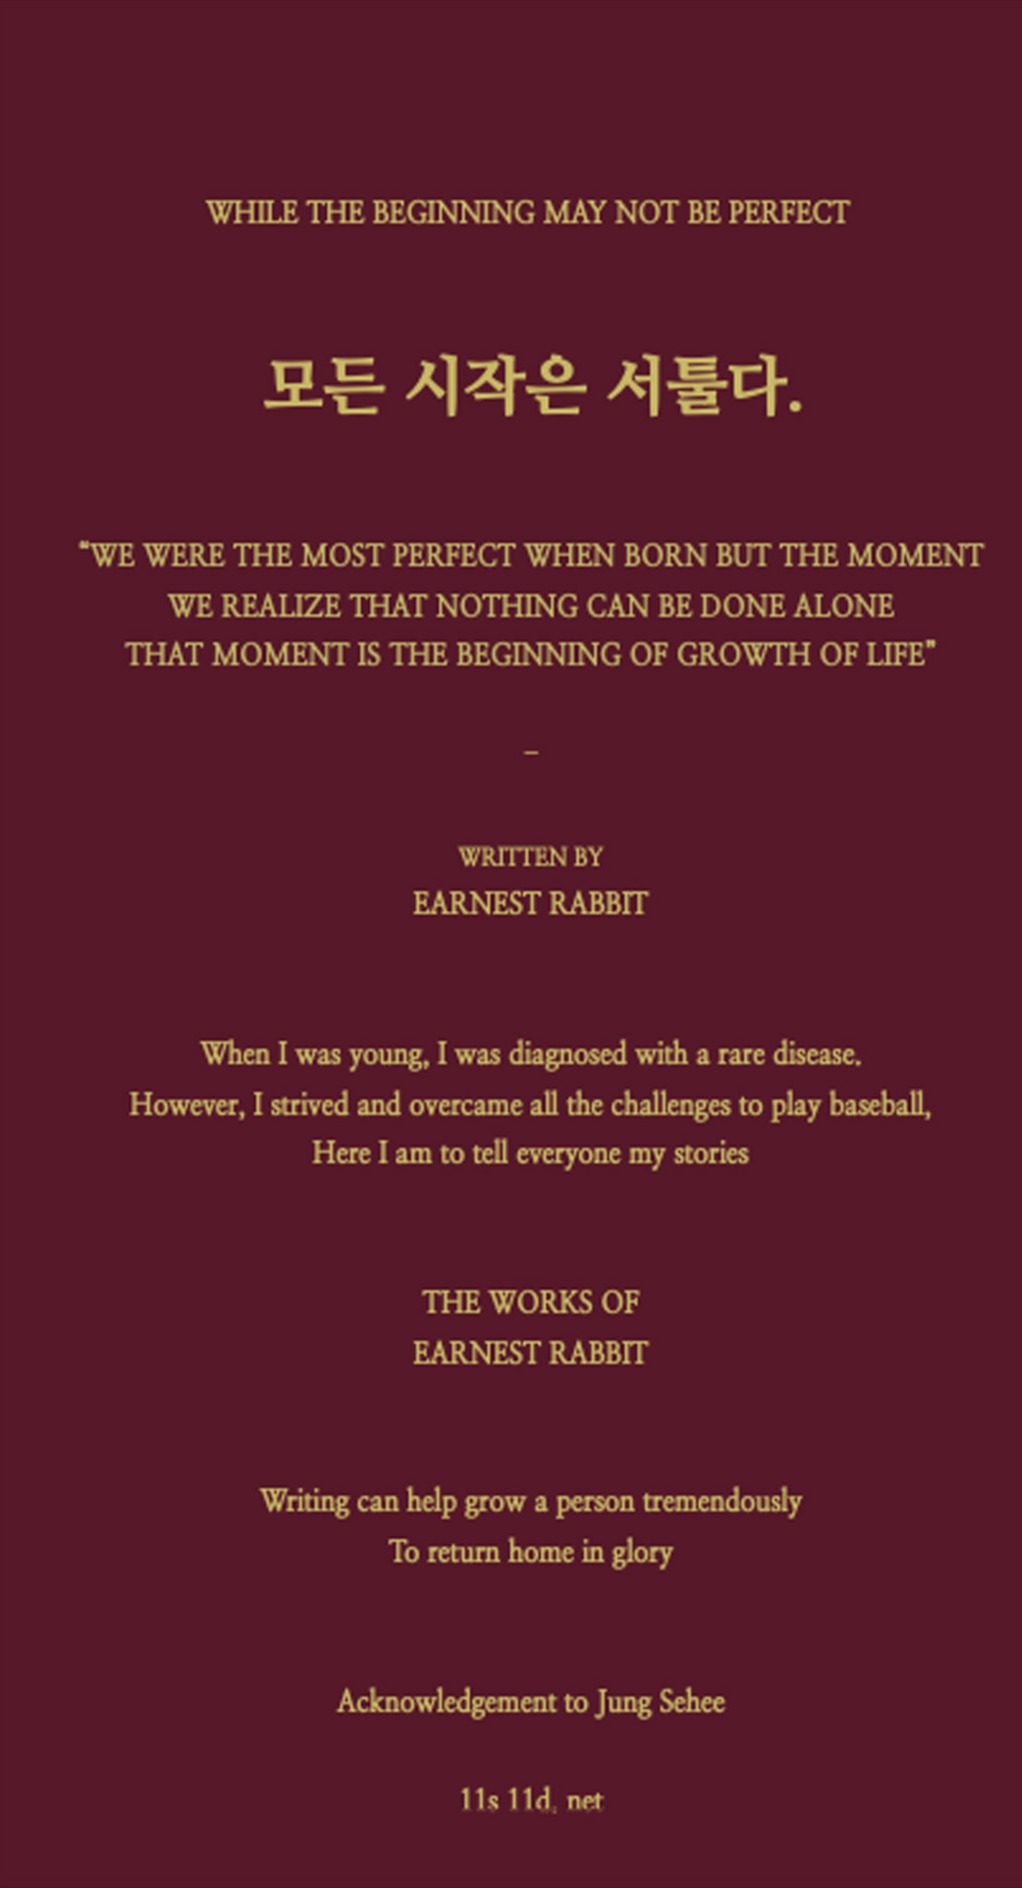 WHILE THE BEGINNING MAY NOT BE PERFECT
모든 시작은 서툴다.
“WE WERE THE MOST PERFECT WHEN BORN BUT THE MOMENT
WE REALIZE THAT NOTHING CAN BE DONE ALONE
THAT MOMENT IS THE BEGINNING OF GROWTH OF LIFE”
–
WRITTEN BY
EARNEST RABBIT
When I was young, I was diagnosed with a rare disease.
However, I strived and overcame all the challenges to play baseball,
Here I am to tell everyone my stories
THE WORKS OF
EARNEST RABBIT
Writing can help grow a person tremendously
To return home in glory
Acknowledgement to Jung Sehee
11s 11d, net